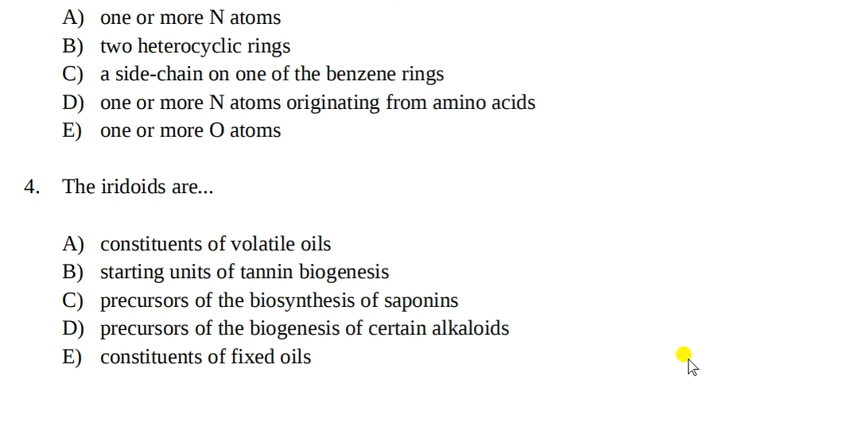 A) one or more N atoms
B) two heterocyclic rings
C) a side-chain on one of the benzene rings
D) one or more N atoms originating from amino acids
E) one or more O atoms
4. The iridoids are...
A) constituents of volatile oils
B) starting units of tannin biogenesis
C) precursors of the biosynthesis of saponins
D) precursors of the biogenesis of certain alkaloids
E) constituents of fixed oils